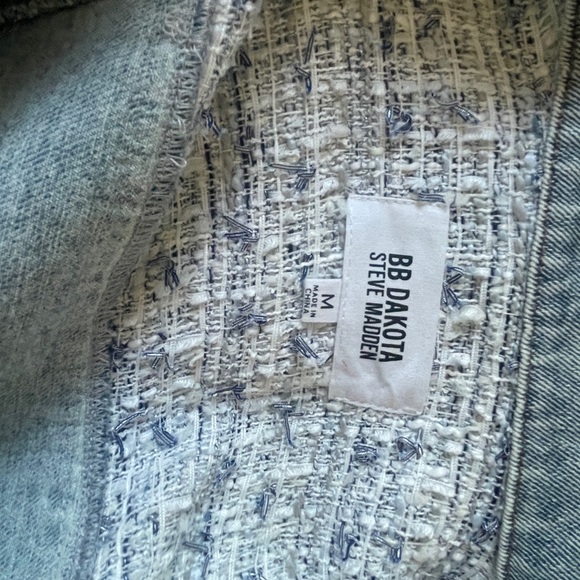 BB DAKOTA
STEVE MADDEN
M
MADE IN
CHINA